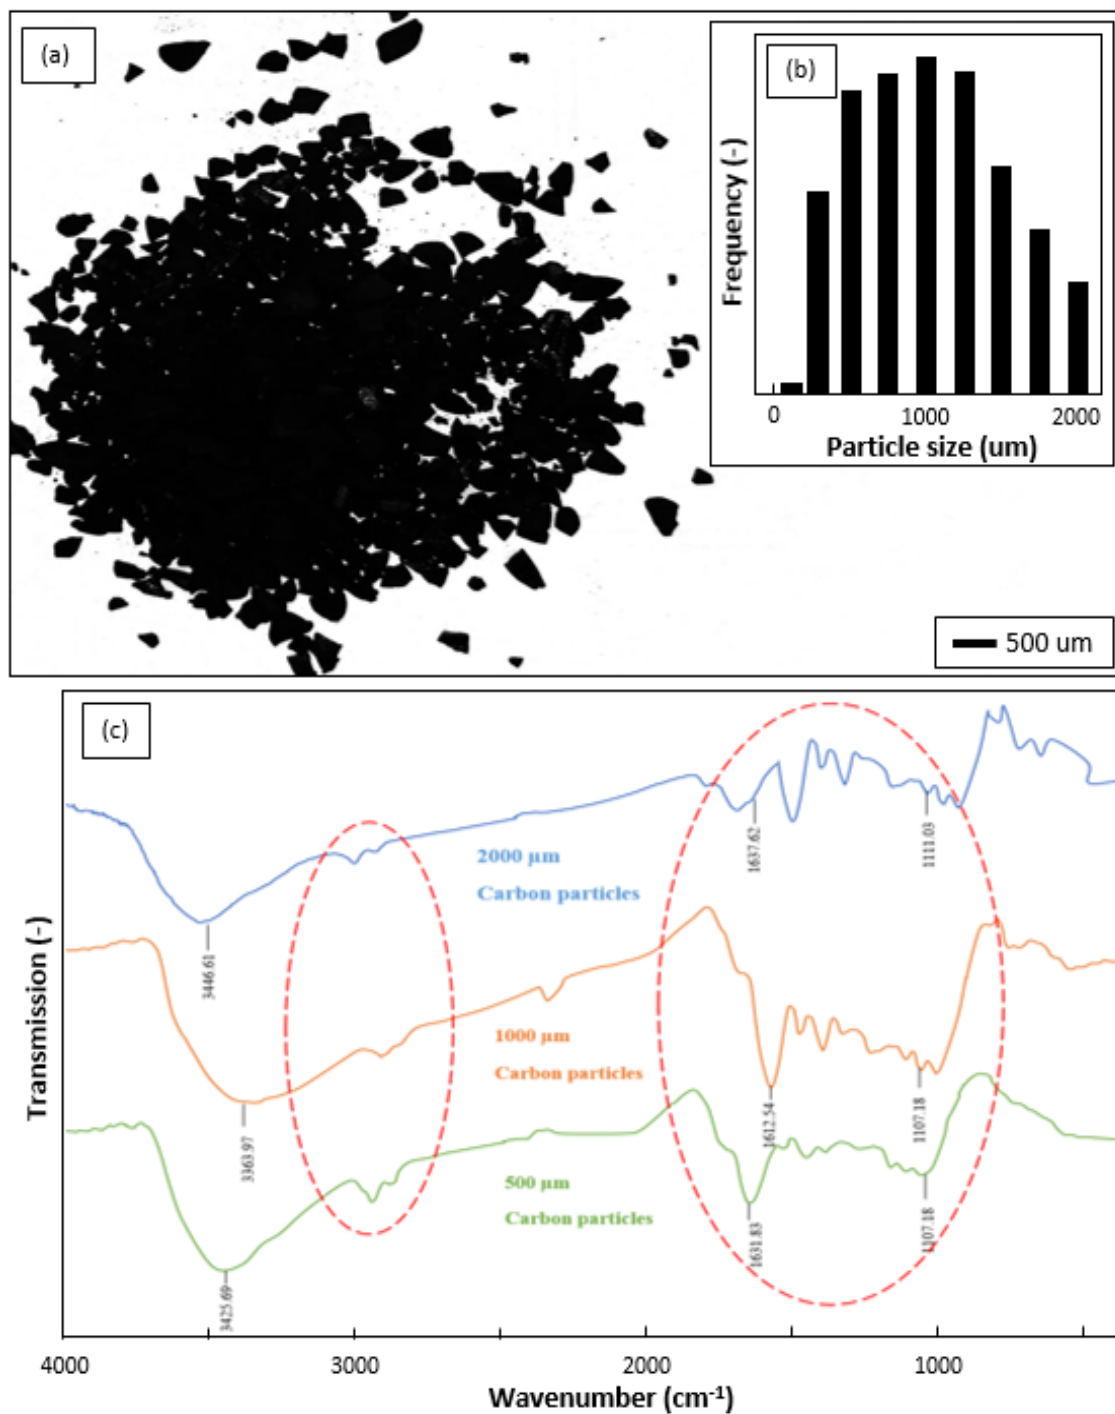 (a)
(b)
Frequency (-)
0 1000 2000
Particle size (um)
500 um
(c)
Transmission (-)
2000 µm
Carbon particles
3446.61
1637.62
1111.03
1000 µm
Carbon particles
3363.97
1612.54
1107.18
500 µm
Carbon particles
3425.69
1631.83
1107.18
4000 3000 2000 1000
Wavenumber (cm⁻¹)